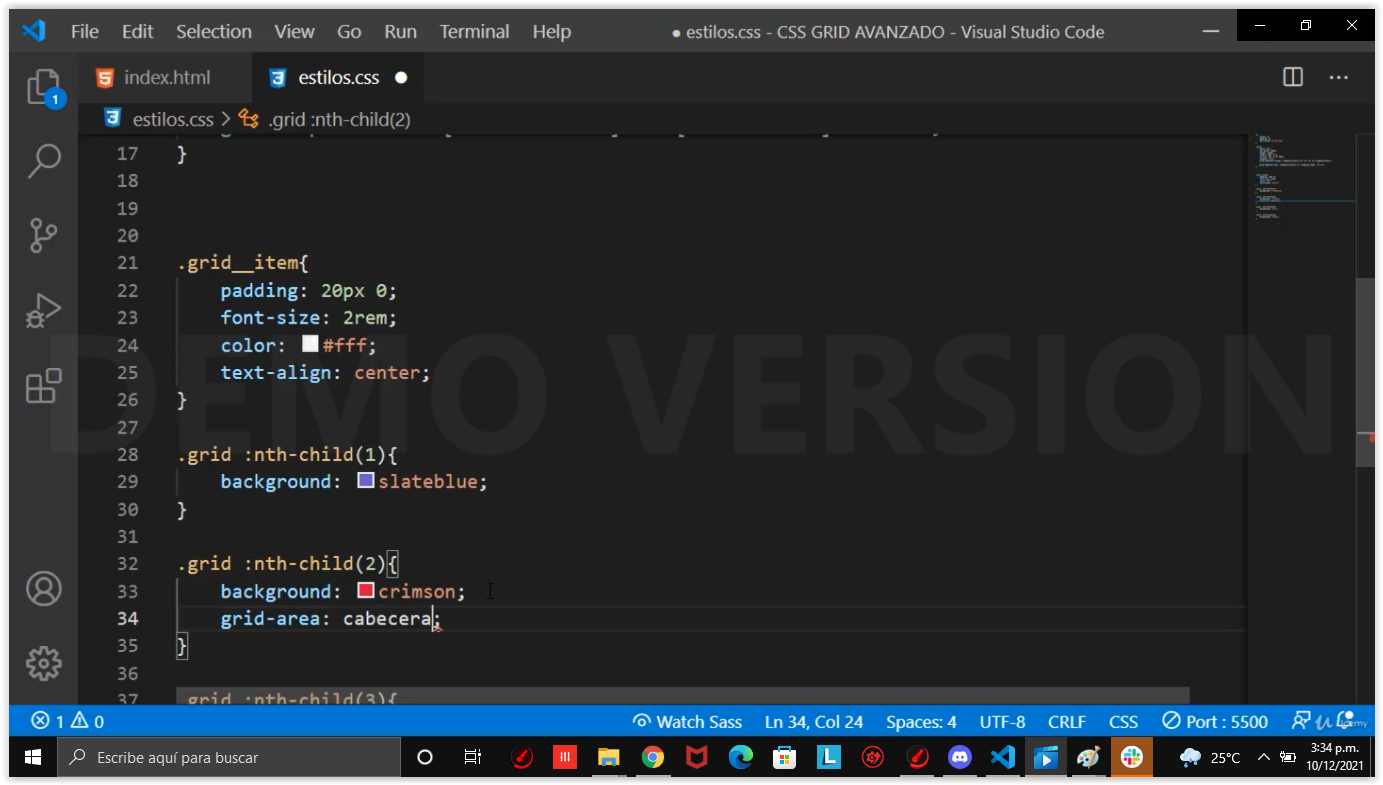 File Edit Selection View Go Run Terminal Help ● estilos.css - CSS GRID AVANZADO - Visual Studio Code
index.html estilos.css
1
estilos.css > .grid :nth-child(2)
17 }
18
19
20
21 .grid__item{
22 padding: 20px 0;
23 font-size: 2rem;
24 color: #fff;
25 text-align: center;
26 }
27
28 .grid :nth-child(1){
29 background: slateblue;
30 }
31
32 .grid :nth-child(2){
33 background: crimson;
34 grid-area: cabecera;
35 }
36
37 .grid :nth-child(3){
DEMO VERSION
1 0 Watch Sass Ln 34, Col 24 Spaces: 4 UTF-8 CRLF CSS Port : 5500
Udemy
Escribe aquí para buscar
L
25°C
3:34 p.m.
10/12/2021